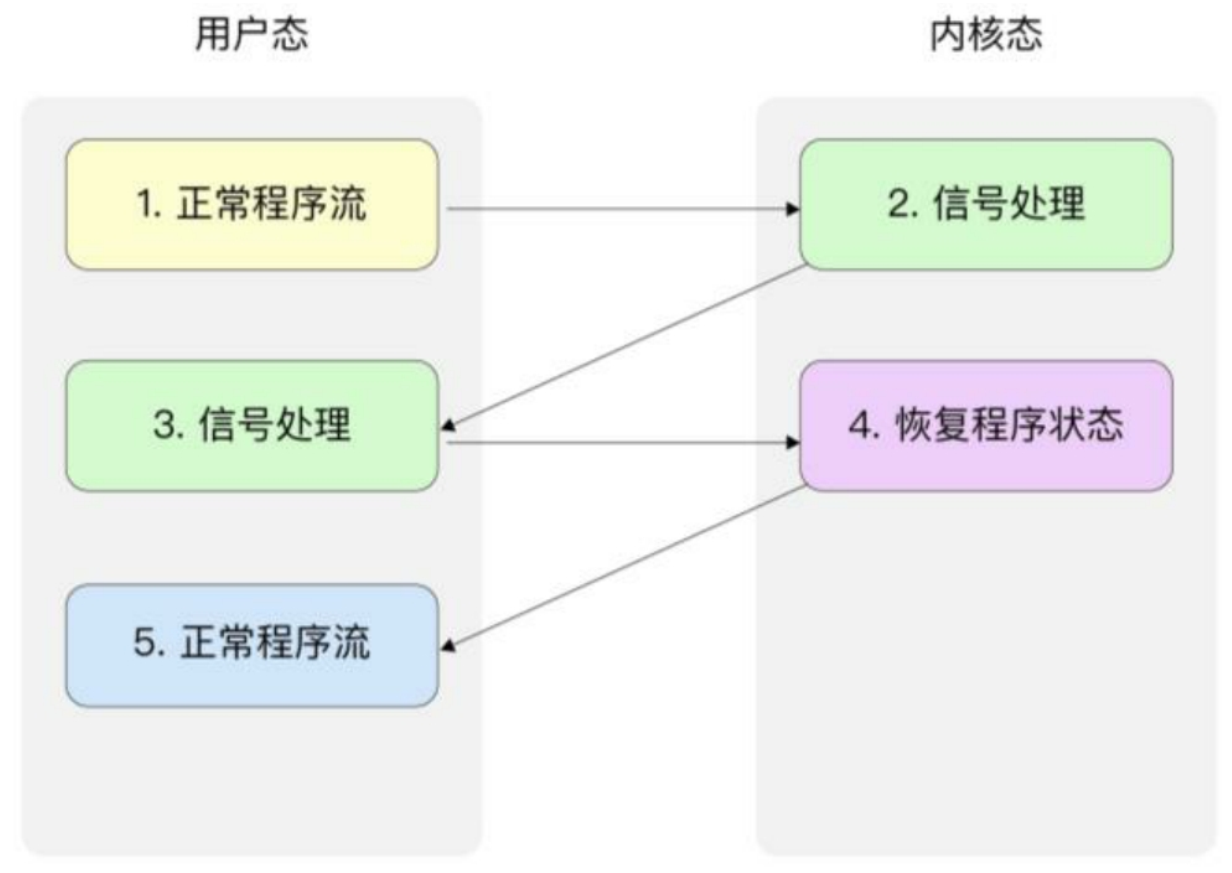 用户态
内核态
1. 正常程序流
2. 信号处理
3. 信号处理
4. 恢复程序状态
5. 正常程序流